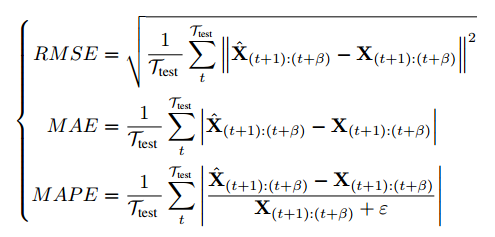 $RMSE = \sqrt{\frac{1}{\mathcal{T}_{\text{test}}} \sum_{t}^{\mathcal{T}_{\text{test}}} \left\| \hat{\mathbf{X}}_{(t+1):(t+\beta)} - \mathbf{X}_{(t+1):(t+\beta)} \right\|^2}$
$MAE = \frac{1}{\mathcal{T}_{\text{test}}} \sum_{t}^{\mathcal{T}_{\text{test}}} \left| \hat{\mathbf{X}}_{(t+1):(t+\beta)} - \mathbf{X}_{(t+1):(t+\beta)} \right|$
$MAPE = \frac{1}{\mathcal{T}_{\text{test}}} \sum_{t}^{\mathcal{T}_{\text{test}}} \left| \frac{\hat{\mathbf{X}}_{(t+1):(t+\beta)} - \mathbf{X}_{(t+1):(t+\beta)}}{\mathbf{X}_{(t+1):(t+\beta)} + \varepsilon} \right|$